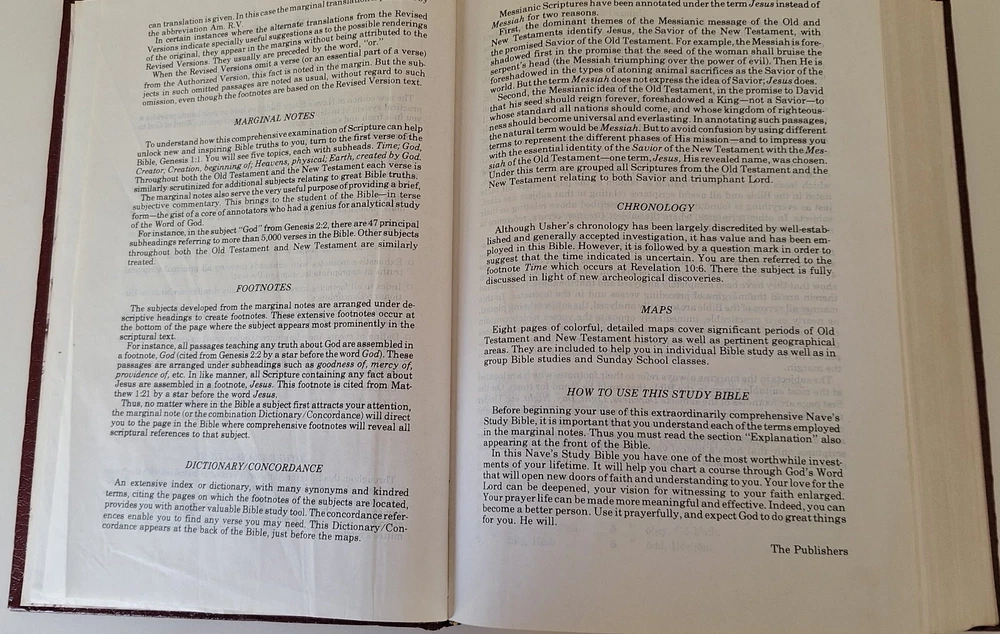 can translation is given. In this case the marginal
the abbreviation Am. R.V.
In certain instances where the alternate translations from the Revised
Versions indicate specially useful suggestions as to the possible renderings
of the original, they appear in the margins without being attributed to the
Revised Versions. They usually are preceded by the word, "or."
When the Revised Versions omit a verse (or an essential part of a verse)
from the Authorized Version, this fact is noted in the margin. But the sub-
jects in such omitted passages are noted as usual, without regard to such
omission, even though the footnotes are based on the Revised Version text.
MARGINAL NOTES
To understand how this comprehensive examination of Scripture can help
unlock new and inspiring Bible truths to you, turn to the first verse of the
Bible, Genesis 1:1. You will see five topics, each with subheads. Time; God,
Creator; Creation, beginning of; Heavens, physical; Earth, created by God.
Throughout both the Old Testament and the New Testament each verse is
similarly scrutinized for additional subjects relating to great Bible truths.
The marginal notes also serve the very useful purpose of providing a brief,
subjective commentary. This brings to the student of the Bible—in terse
form—the gist of a core of annotators who had a genius for analytical study
of the Word of God.
For instance, in the subject "God" from Genesis 2:2, there are 47 principal
subheadings referring to more than 5,000 verses in the Bible. Other subjects
throughout both the Old Testament and New Testament are similarly
treated.
FOOTNOTES
The subjects developed from the marginal notes are arranged under de-
scriptive headings to create footnotes. These extensive footnotes occur at
the bottom of the page where the subject appears most prominently in the
scriptural text.
For instance, all passages teaching any truth about God are assembled in
a footnote, God (cited from Genesis 2:2 by a star before the word God). These
passages are arranged under subheadings such as goodness of, mercy of,
providence of, etc. In like manner, all Scripture containing any fact about
Jesus are assembled in a footnote, Jesus. This footnote is cited from Mat-
thew 1:21 by a star before the word Jesus.
Thus, no matter where in the Bible a subject first attracts your attention,
the marginal note (or the combination Dictionary/Concordance) will direct
you to the page in the Bible where comprehensive footnotes will reveal all
scriptural references to that subject.
DICTIONARY/CONCORDANCE
An extensive index or dictionary, with many synonyms and kindred
terms, citing the pages on which the footnotes of the subjects are located,
provides you with another valuable Bible study tool. The concordance refer-
ences enable you to find any verse you may need. This Dictionary/Con-
cordance appears at the back of the Bible, just before the maps.
Messianic Scriptures have been annotated under the term Jesus instead of
Messiah for two reasons.
First, the dominant themes of the Messianic message of the Old and
New Testaments identify Jesus, the Savior of the New Testament, with
the promised Savior of the Old Testament. For example, the Messiah is fore-
shadowed first in the promise that the seed of the woman shall bruise the
serpent's head (the Messiah triumphing over the power of evil). Then He is
foreshadowed in the types of atoning animal sacrifices as the Savior of the
world. But the term Messiah does not express the idea of Savior; Jesus does.
Second, the Messianic idea of the Old Testament, in the promise to David
that his seed should reign forever, foreshadowed a King—not a Savior—to
whose standard all nations should come, and whose kingdom of righteous-
ness should become universal and everlasting. In annotating such passages,
the natural term would be Messiah. But to avoid confusion by using different
terms to represent the different phases of His mission—and to impress you
with the essential identity of the Savior of the New Testament with the Mes-
siah of the Old Testament—one term, Jesus, His revealed name, was chosen.
Under this term are grouped all Scriptures from the Old Testament and the
New Testament relating to both Savior and triumphant Lord.
CHRONOLOGY
Although Usher's chronology has been largely discredited by well-estab-
lished and generally accepted investigation, it has value and has been em-
ployed in this Bible. However, it is followed by a question mark in order to
suggest that the time indicated is uncertain. You are then referred to the
footnote Time which occurs at Revelation 10:6. There the subject is fully
discussed in light of new archeological discoveries.
MAPS
Eight pages of colorful, detailed maps cover significant periods of Old
Testament and New Testament history as well as pertinent geographical
areas. They are included to help you in individual Bible study as well as in
group Bible studies and Sunday School classes.
HOW TO USE THIS STUDY BIBLE
Before beginning your use of this extraordinarily comprehensive Nave's
Study Bible, it is important that you understand each of the terms employed
in the marginal notes. Thus you must read the section "Explanation" also
appearing at the front of the Bible.
In this Nave's Study Bible you have one of the most worthwhile invest-
ments of your lifetime. It will help you chart a course through God's Word
that will open new doors of faith and understanding to you. Your love for the
Lord can be deepened, your vision for witnessing to your faith enlarged.
Your prayer life can be made more meaningful and effective. Indeed, you can
become a better person. Use it prayerfully, and expect God to do great things
for you. He will.
The Publishers